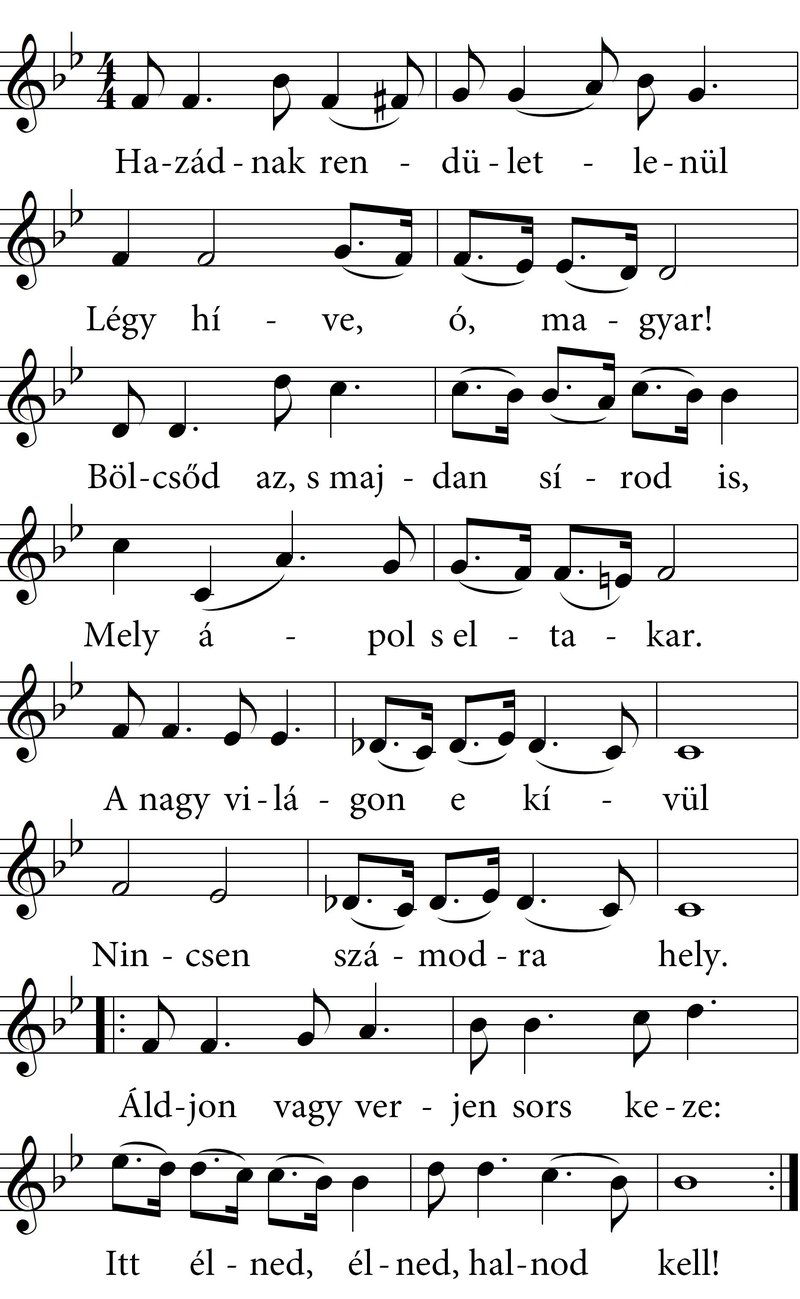 4
4
Ha-zád - nak ren - dü - let - le - nül
Légy hí - ve, ó, ma - gyar!
Böl-csőd az, s maj - dan sí - rod is,
Mely á - pol s el - ta - kar.
A nagy vi - lá - gon e kí - vül
Nin - csen szá - mod - ra hely.
Áld-jon vagy ver - jen sors ke - ze:
Itt él - ned, él - ned, hal-nod kell!